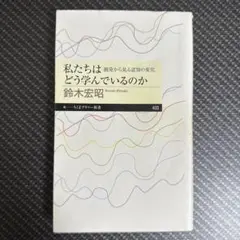 私たちは 創発から見る認知の変化
どう学んでいるのか
鈴木宏昭
ちくまプリマー新書
403